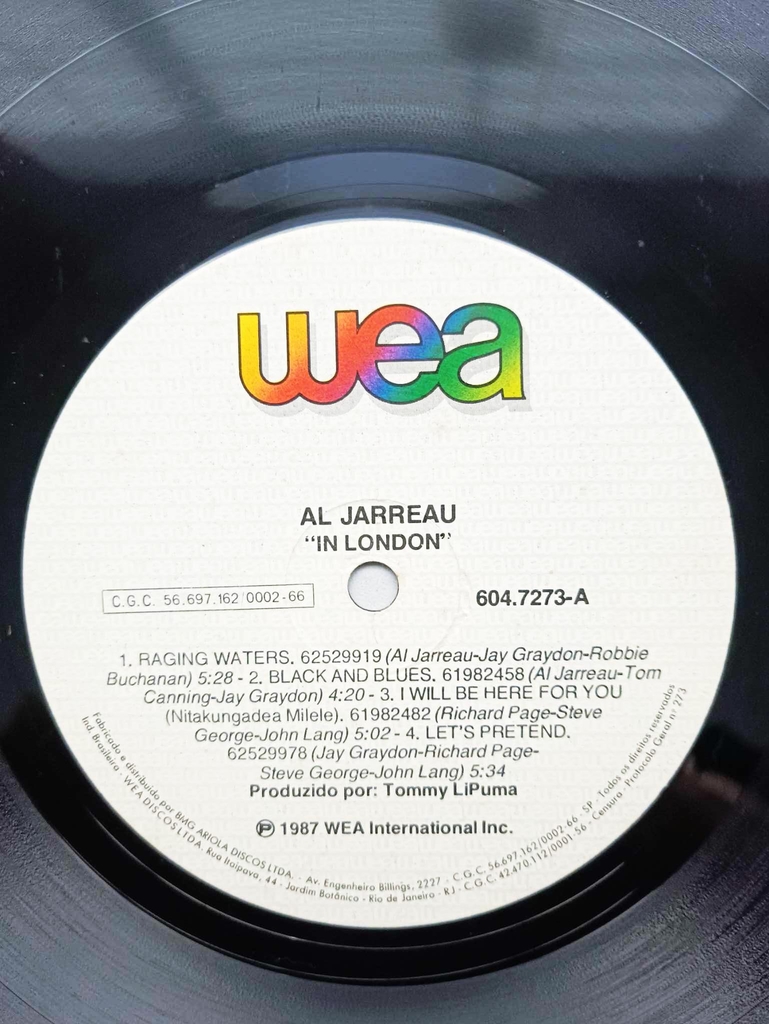 wea
AL JARREAU
“IN LONDON”
C.G.C. 56.697.162/0002-66
604.7273-A
1. RAGING WATERS. 62529919 (Al Jarreau-Jay Graydon-Robbie
Buchanan) 5:28 - 2. BLACK AND BLUES. 61982458 (Al Jarreau-Tom
Canning-Jay Graydon) 4:20 - 3. I WILL BE HERE FOR YOU
(Nitakungadea Milele). 61982482 (Richard Page-Steve
George-John Lang) 5:02 - 4. LET'S PRETEND.
62529978 (Jay Graydon-Richard Page-
Steve George-John Lang) 5:34
Produzido por: Tommy LiPuma
℗ 1987 WEA International Inc.
Fabricado e distribuído por BMG ARIOLA DISCOS LTDA. - Av. Engenheiro Billings, 2227 - C.G.C. 56.697.162/0002-66 - SP - Todos os direitos reservados
Ind. Brasileira - WEA DISCOS LTDA. Rua Itaipava, 44 - Jardim Botânico - Rio de Janeiro - RJ - C.G.C. 42.470.112/0001-56 - Censura - Protocolo Geral nº 273